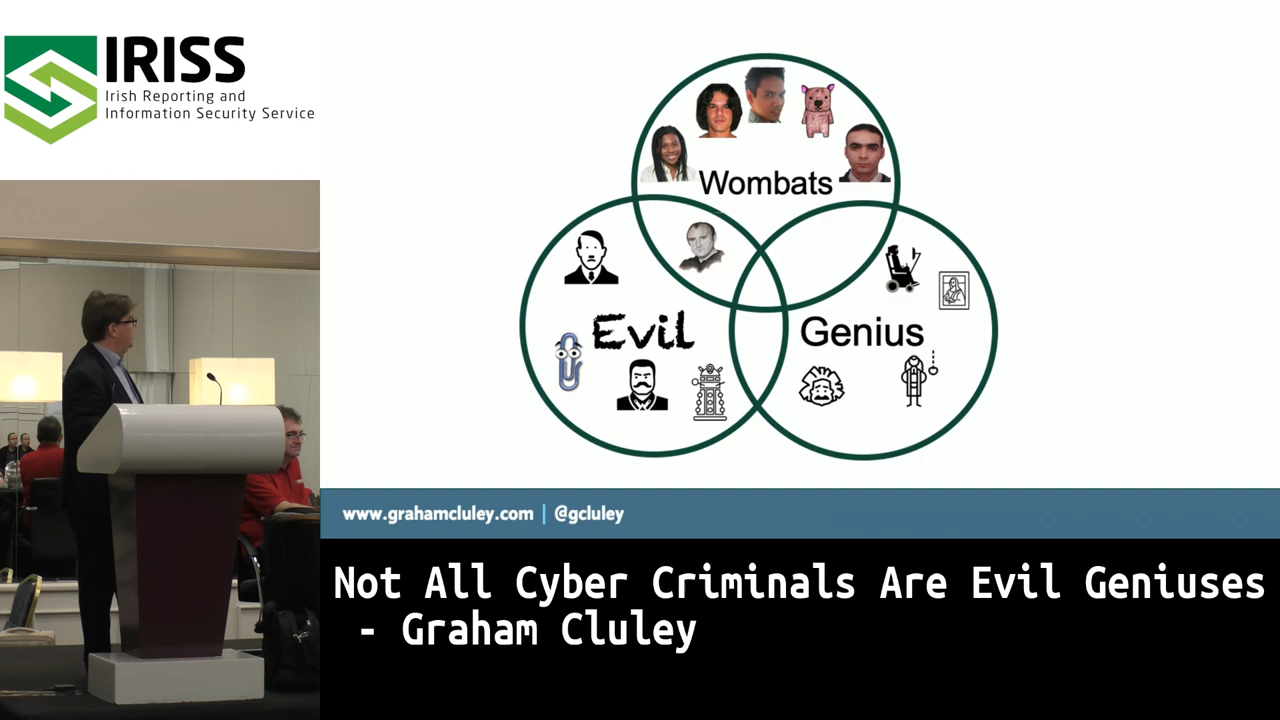 IRISS
Irish Reporting and
Information Security Service
Wombats
Evil
Genius
www.grahamcluley.com | @gcluley
Not All Cyber Criminals Are Evil Geniuses
- Graham Cluley